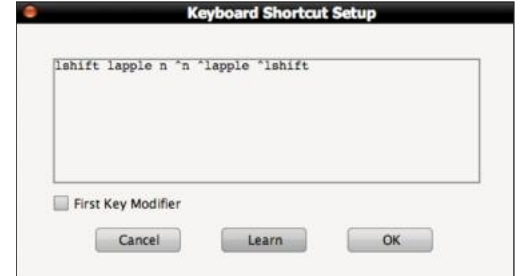 Keyboard Shortcut Setup
lshift lapple n ^n ^lapple ^lshift
First Key Modifier
Cancel Learn OK